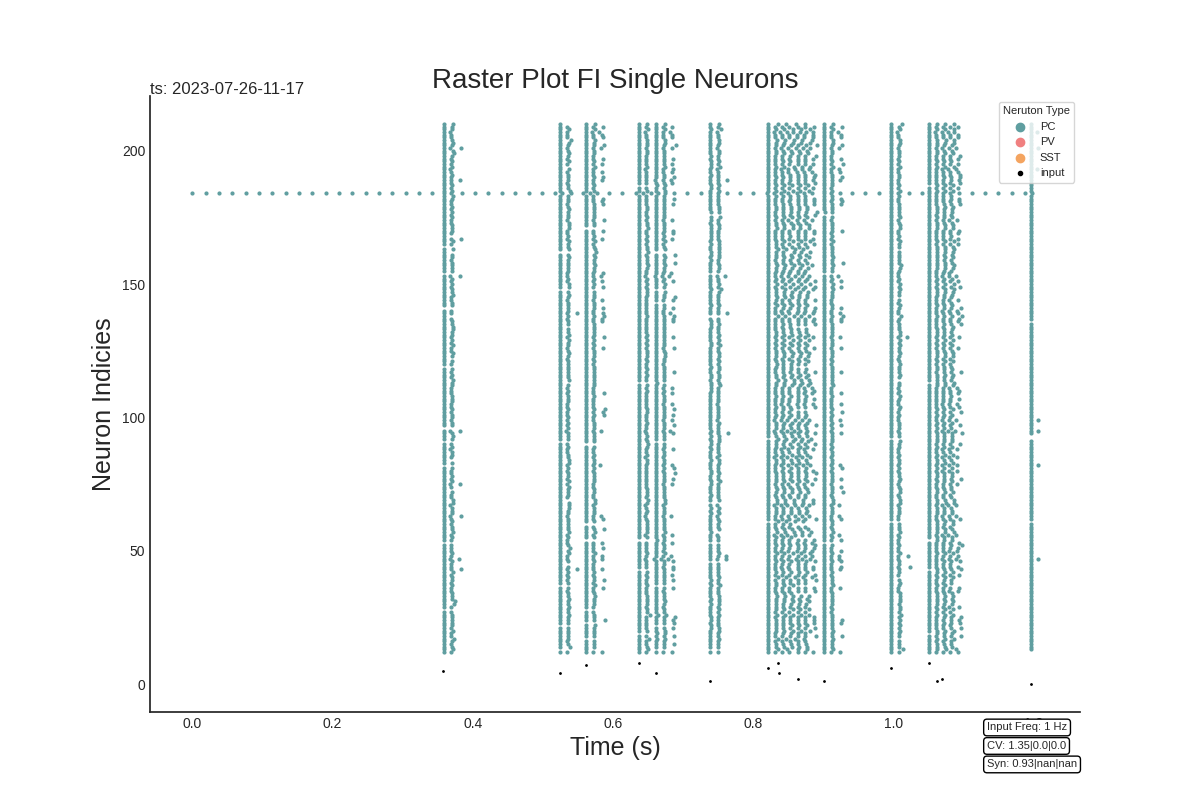 Raster Plot FI Single Neurons
ts: 2023-07-26-11-17
Neruton Type
PC
PV
SST
input
200
150
100
50
0
Neuron Indicies
0.0 0.2 0.4 0.6 0.8 1.0
Time (s)
Input Freq: 1 Hz
CV: 1.35|0.0|0.0
Syn: 0.93|nan|nan